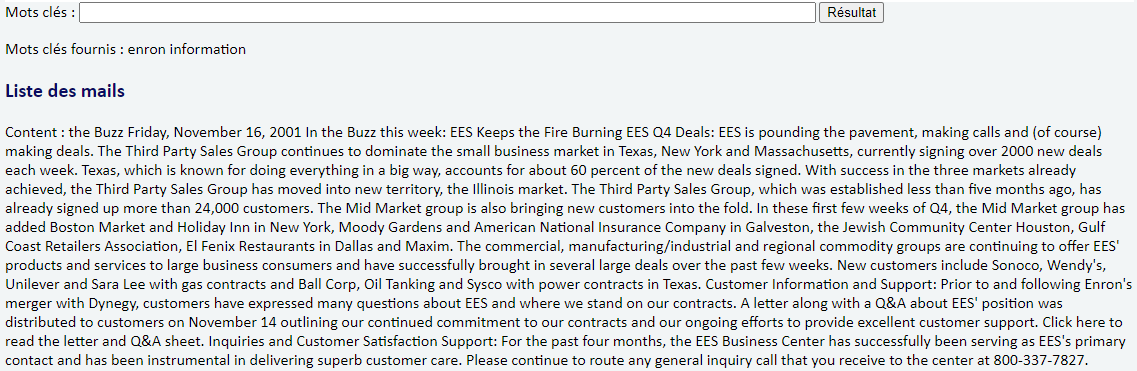 Mots clés :
Résultat
Mots clés fournis : enron information
Liste des mails
Content : the Buzz Friday, November 16, 2001 In the Buzz this week: EES Keeps the Fire Burning EES Q4 Deals: EES is pounding the pavement, making calls and (of course)
making deals. The Third Party Sales Group continues to dominate the small business market in Texas, New York and Massachusetts, currently signing over 2000 new deals
each week. Texas, which is known for doing everything in a big way, accounts for about 60 percent of the new deals signed. With success in the three markets already
achieved, the Third Party Sales Group has moved into new territory, the Illinois market. The Third Party Sales Group, which was established less than five months ago, has
already signed up more than 24,000 customers. The Mid Market group is also bringing new customers into the fold. In these first few weeks of Q4, the Mid Market group has
added Boston Market and Holiday Inn in New York, Moody Gardens and American National Insurance Company in Galveston, the Jewish Community Center Houston, Gulf
Coast Retailers Association, El Fenix Restaurants in Dallas and Maxim. The commercial, manufacturing/industrial and regional commodity groups are continuing to offer EES'
products and services to large business consumers and have successfully brought in several large deals over the past few weeks. New customers include Sonoco, Wendy's,
Unilever and Sara Lee with gas contracts and Ball Corp, Oil Tanking and Sysco with power contracts in Texas. Customer Information and Support: Prior to and following Enron's
merger with Dynegy, customers have expressed many questions about EES and where we stand on our contracts. A letter along with a Q&A about EES' position was
distributed to customers on November 14 outlining our continued commitment to our contracts and our ongoing efforts to provide excellent customer support. Click here to
read the letter and Q&A sheet. Inquiries and Customer Satisfaction Support: For the past four months, the EES Business Center has successfully been serving as EES's primary
contact and has been instrumental in delivering superb customer care. Please continue to route any general inquiry call that you receive to the center at 800-337-7827.